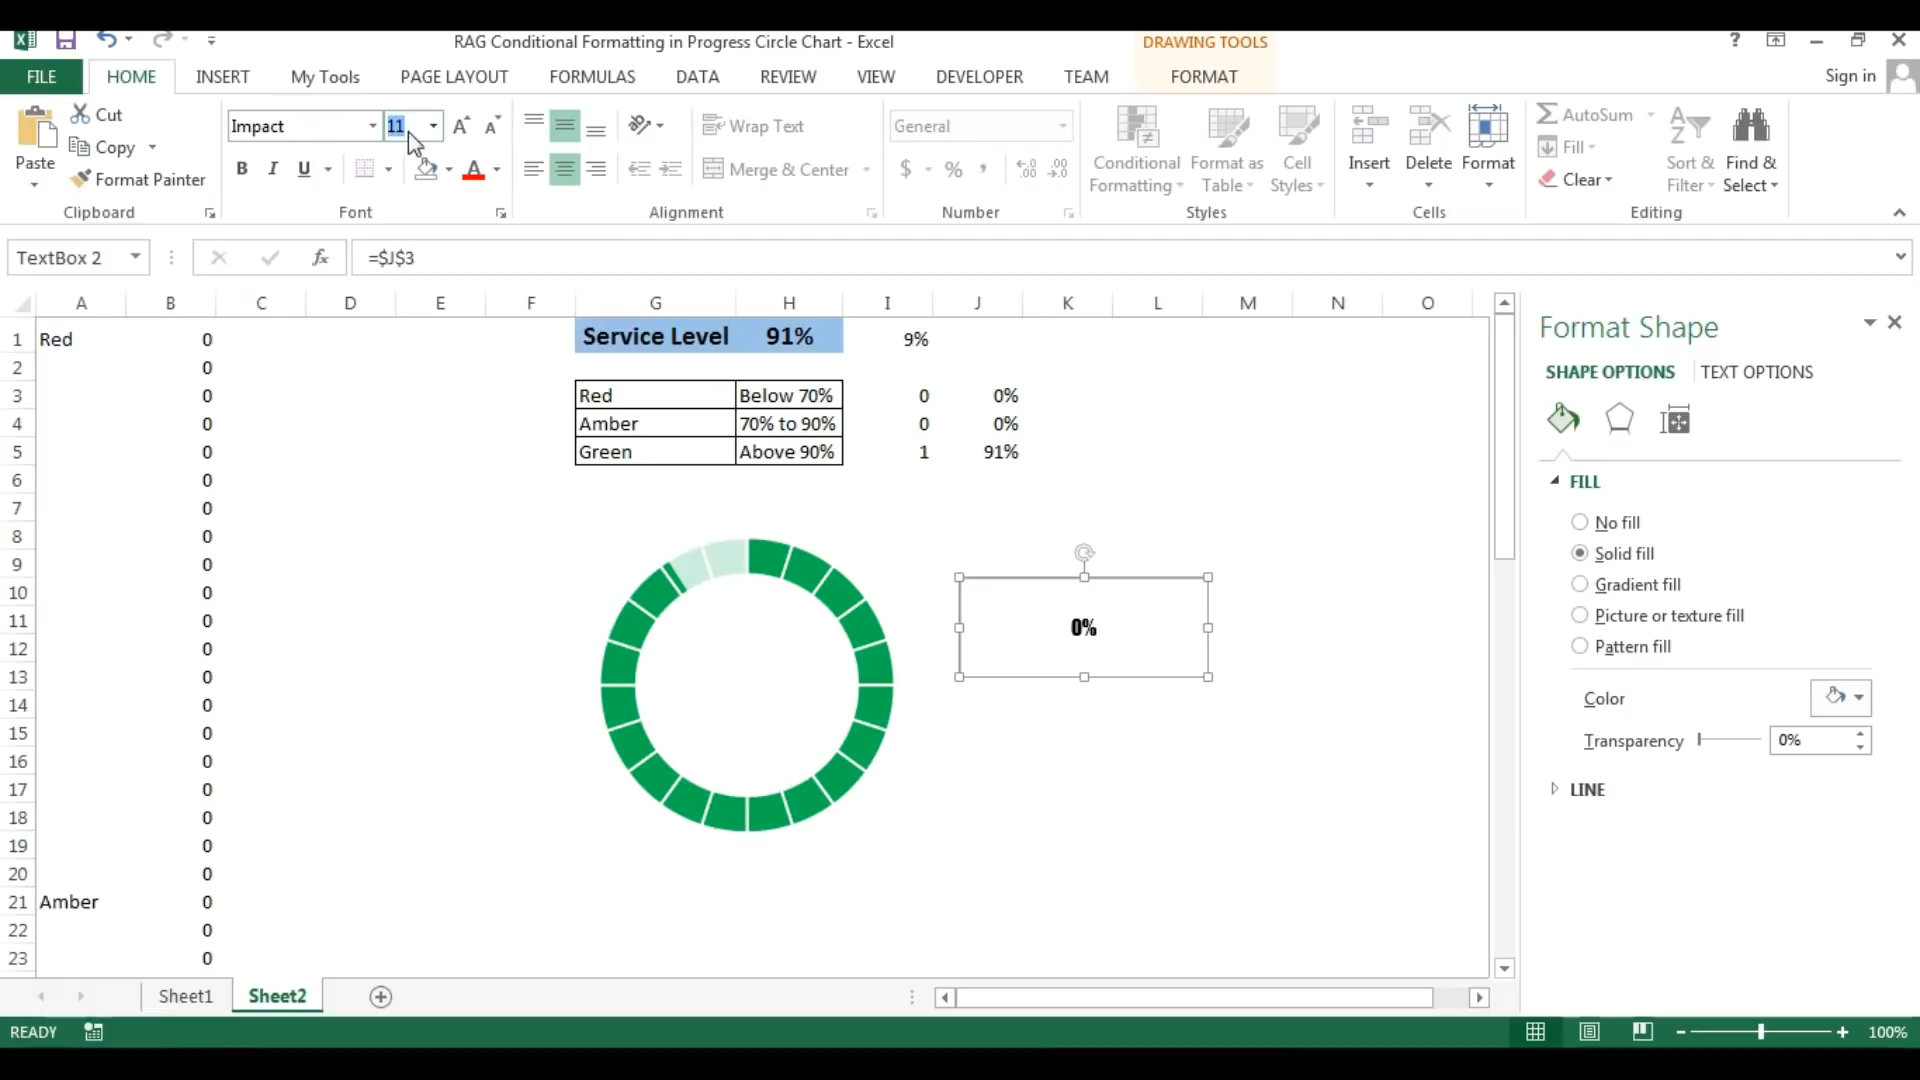 RAG Conditional Formatting in Progress Circle Chart - Excel
DRAWING TOOLS
?
FILE HOME INSERT My Tools PAGE LAYOUT FORMULAS DATA REVIEW VIEW DEVELOPER TEAM FORMAT
Sign in
Paste
Cut
Copy
Format Painter
Clipboard
Impact 11
B I U
Font
Wrap Text
Merge & Center
Alignment
General
$ % ,
Number
Conditional Formatting
Format as Table
Cell Styles
Styles
Insert Delete Format
Cells
AutoSum
Fill
Clear
Sort & Filter
Find & Select
Editing
TextBox 2 fx =$J$3
A B C D E F G H I J K L M N O
1 Red 0 Service Level 91% 9%
2 0
3 0 Red Below 70% 0 0%
4 0 Amber 70% to 90% 0 0%
5 0 Green Above 90% 1 91%
6 0
7 0
8 0
9 0
10 0
11 0
12 0
0%
13 0
14 0
15 0
16 0
17 0
18 0
19 0
20 0
21 Amber 0
22 0
23 0
Format Shape
SHAPE OPTIONS TEXT OPTIONS
FILL
No fill
Solid fill
Gradient fill
Picture or texture fill
Pattern fill
Color
Transparency 0%
LINE
Sheet1 Sheet2
READY
100%